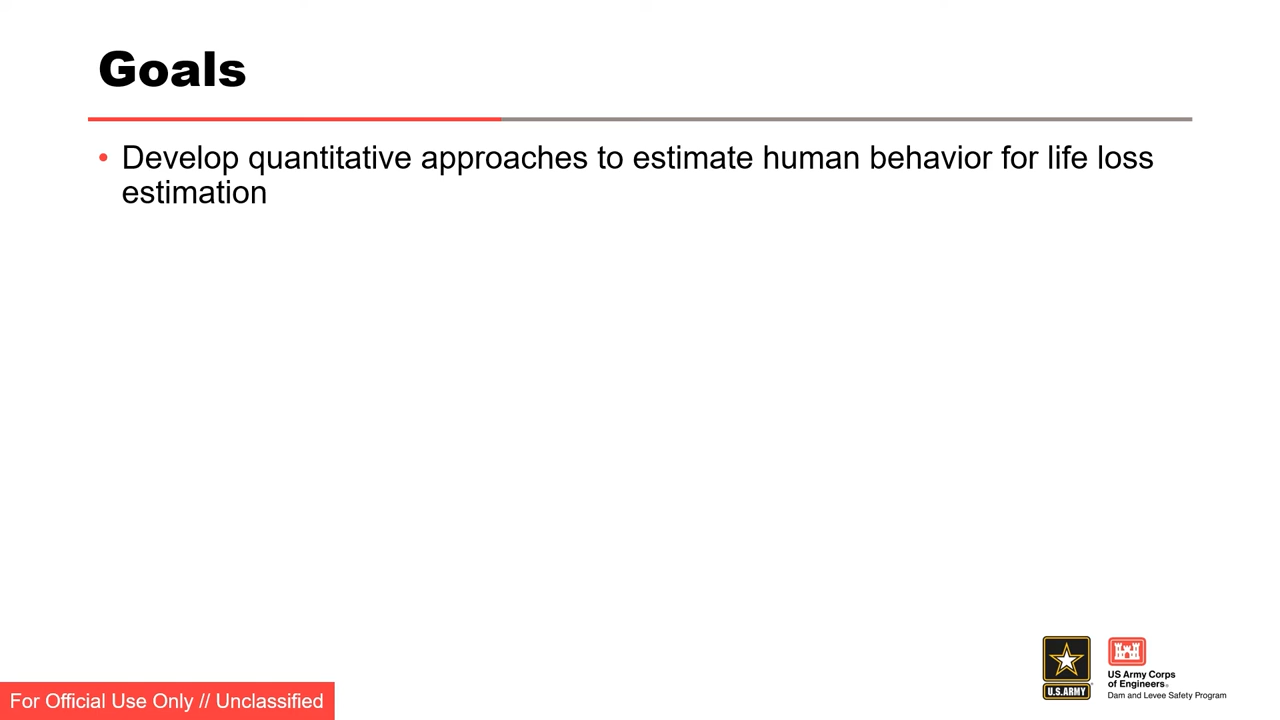 Goals
• Develop quantitative approaches to estimate human behavior for life loss
estimation
U.S.ARMY
US Army Corps
of Engineers®
Dam and Levee Safety Program
For Official Use Only // Unclassified